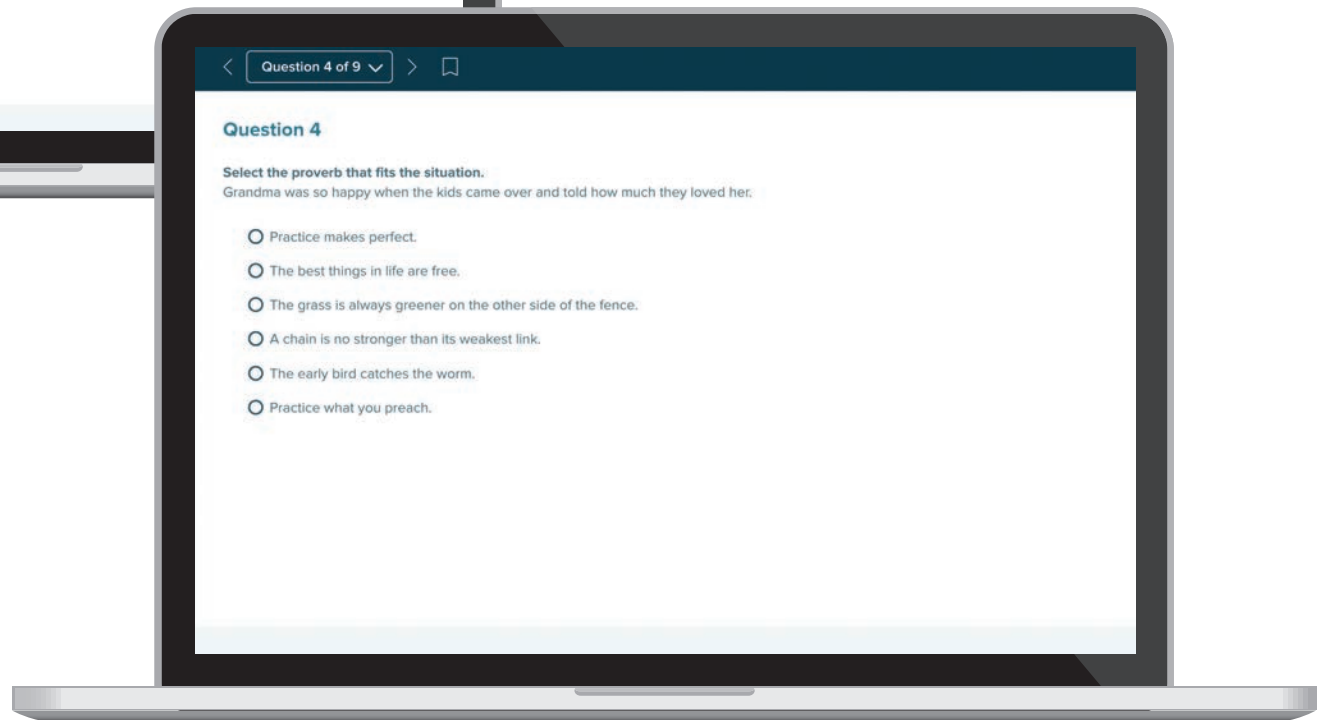 Question 4 of 9
Question 4
Select the proverb that fits the situation.
Grandma was so happy when the kids came over and told how much they loved her.
Practice makes perfect.
The best things in life are free.
The grass is always greener on the other side of the fence.
A chain is no stronger than its weakest link.
The early bird catches the worm.
Practice what you preach.